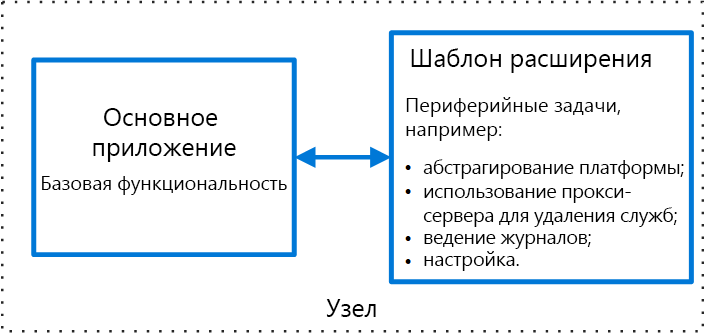 Основное
приложение
Базовая функциональность
Шаблон расширения
Периферийные задачи,
например:
• абстрагирование платформы;
• использование прокси-
сервера для удаления служб;
• ведение журналов;
• настройка.
Узел